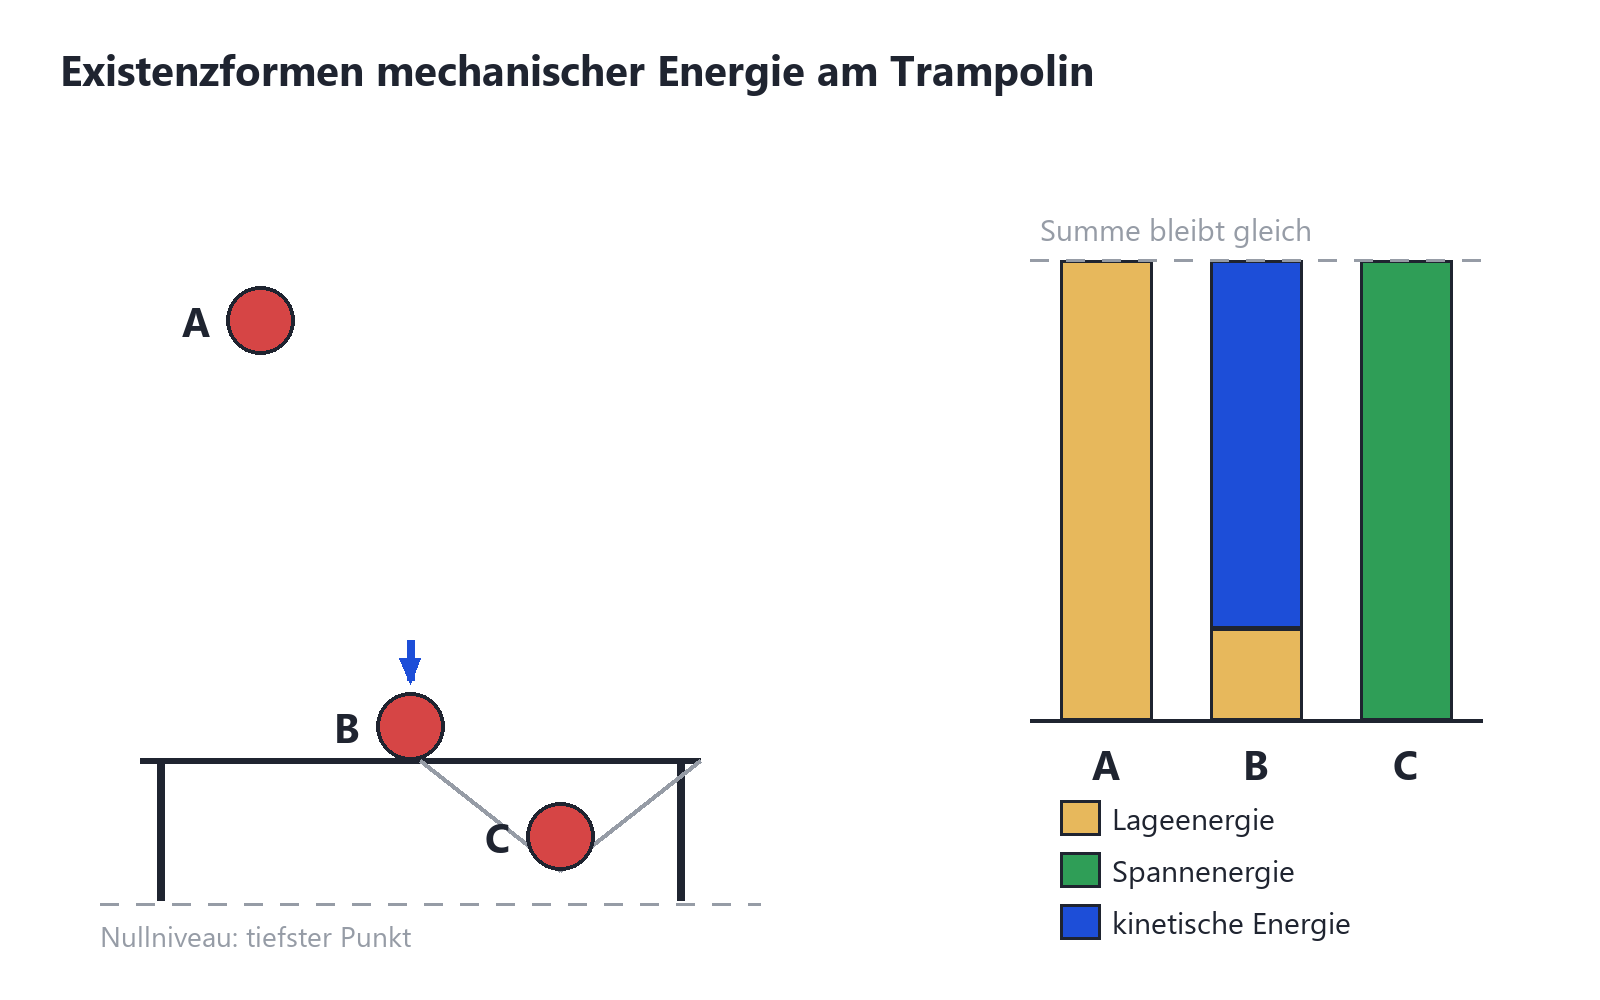 Existenzformen mechanischer Energie am Trampolin
Summe bleibt gleich
A
B
C
Nullniveau: tiefster Punkt
A B C
Lageenergie
Spannenergie
kinetische Energie